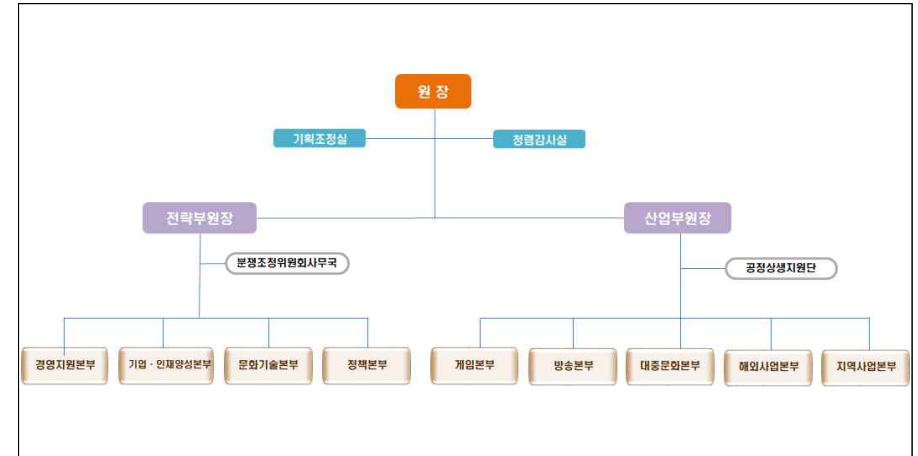 원 장
기획조정실
청렴감사실
전략부원장
산업부원장
분쟁조정위원회사무국
공정상생지원단
경영지원본부
기업 · 인재양성본부
문화기술본부
정책본부
게임본부
방송본부
대중문화본부
해외사업본부
지역사업본부